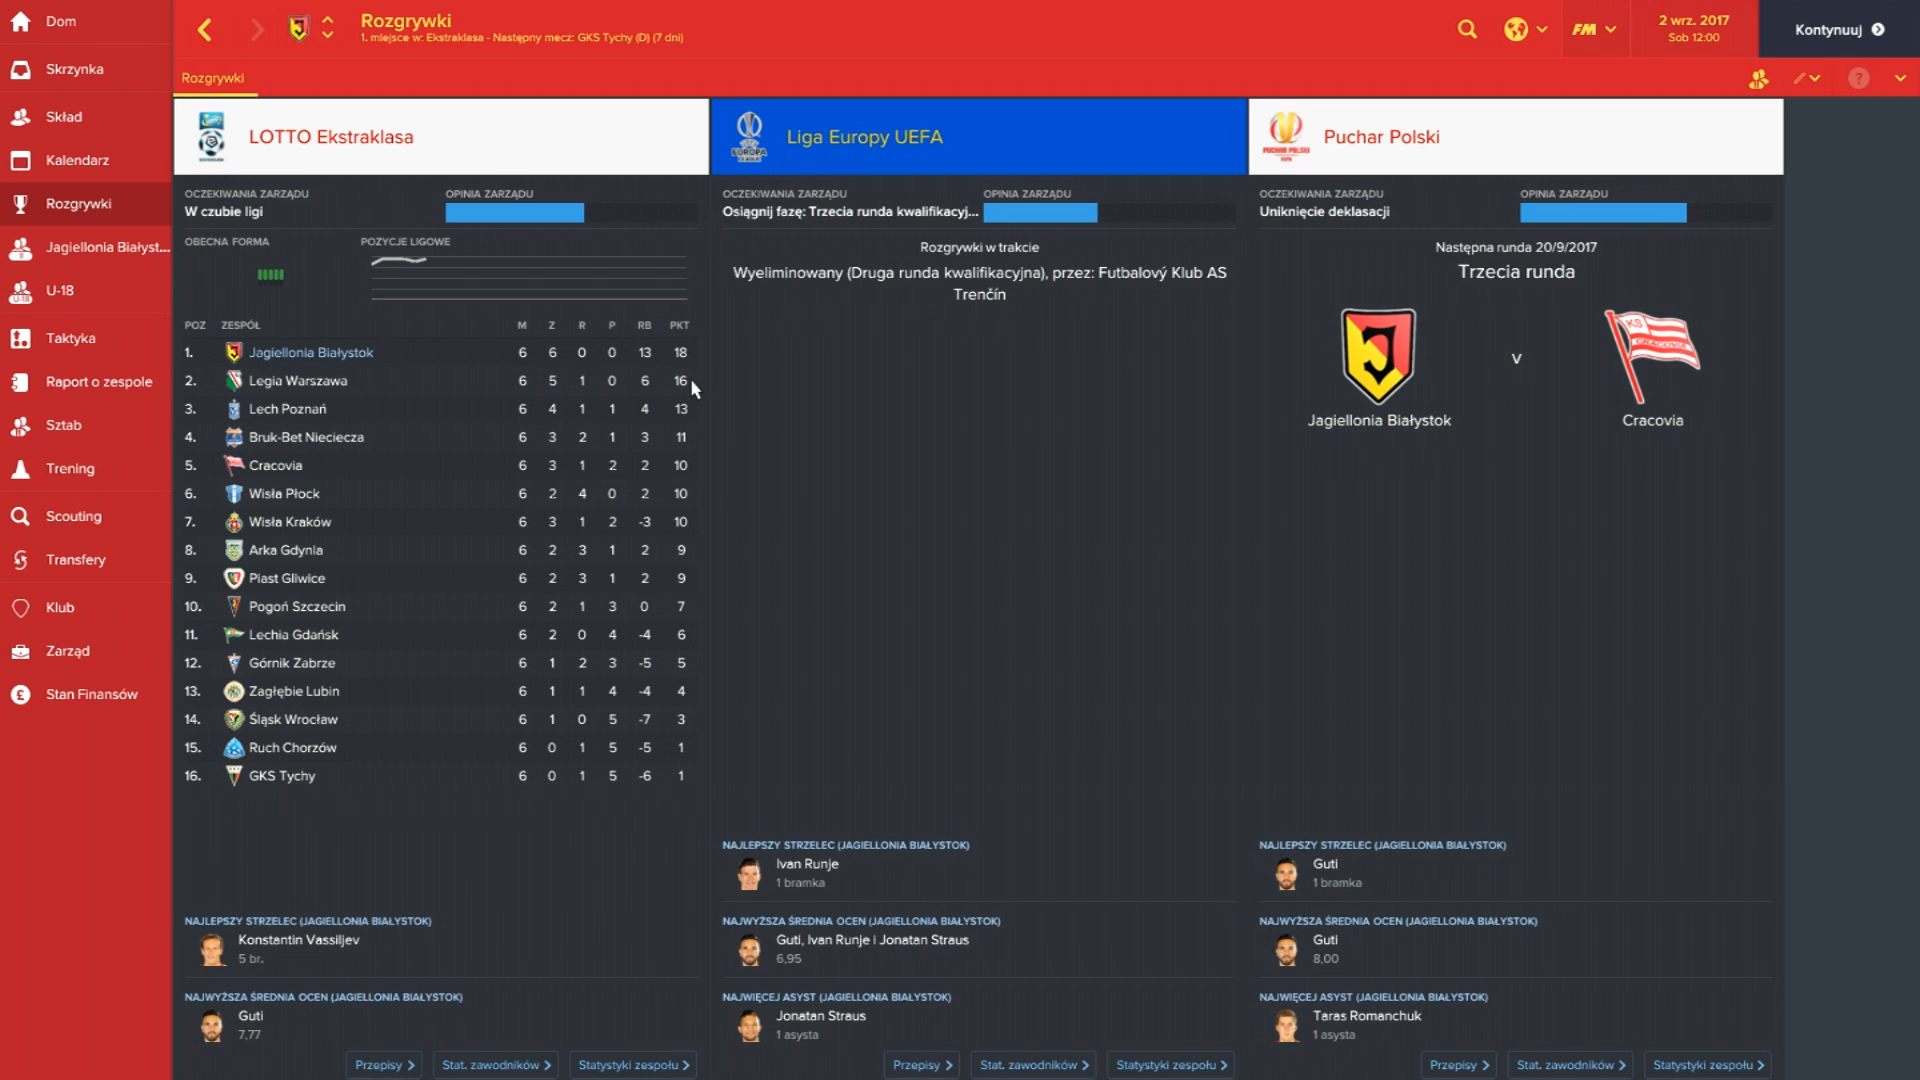 Dom
Skrzynka
Skład
Kalendarz
Rozgrywki
Jagiellonia Białyst...
U-18
Taktyka
Raport o zespole
Sztab
Trening
Scouting
Transfery
Klub
Zarząd
Stan Finansów
Rozgrywki
1. miejsce w: Ekstraklasa - Następny mecz: GKS Tychy (D) (7 dni)
FM
2 wrz. 2017
Sob 12:00
Kontynuuj
Rozgrywki
LOTTO Ekstraklasa
OCZEKIWANIA ZARZĄDU
OPINIA ZARZĄDU
W czubie ligi
OBECNA FORMA
POZYCJE LIGOWE
POZ ZESPÓŁ M Z R P RB PKT
1. Jagiellonia Białystok 6 6 0 0 13 18
2. Legia Warszawa 6 5 1 0 6 16
3. Lech Poznań 6 4 1 1 4 13
4. Bruk-Bet Nieciecza 6 3 2 1 3 11
5. Cracovia 6 3 1 2 2 10
6. Wisła Płock 6 2 4 0 2 10
7. Wisła Kraków 6 3 1 2 -3 10
8. Arka Gdynia 6 2 3 1 2 9
9. Piast Gliwice 6 2 3 1 2 9
10. Pogoń Szczecin 6 2 1 3 0 7
11. Lechia Gdańsk 6 2 0 4 -4 6
12. Górnik Zabrze 6 1 2 3 -5 5
13. Zagłębie Lubin 6 1 1 4 -4 4
14. Śląsk Wrocław 6 1 0 5 -7 3
15. Ruch Chorzów 6 0 1 5 -5 1
16. GKS Tychy 6 0 1 5 -6 1
NAJLEPSZY STRZELEC (JAGIELLONIA BIAŁYSTOK)
Konstantin Vassiljev
5 br.
NAJWYŻSZA ŚREDNIA OCEN (JAGIELLONIA BIAŁYSTOK)
Guti
7,77
Przepisy
Stat. zawodników
Statystyki zespołu
Liga Europy UEFA
OCZEKIWANIA ZARZĄDU
OPINIA ZARZĄDU
Osiągnij fazę: Trzecia runda kwalifikacyj...
Rozgrywki w trakcie
Wyeliminowany (Druga runda kwalifikacyjna), przez: Futbalový Klub AS
Trenčín
NAJLEPSZY STRZELEC (JAGIELLONIA BIAŁYSTOK)
Ivan Runje
1 bramka
NAJWYŻSZA ŚREDNIA OCEN (JAGIELLONIA BIAŁYSTOK)
Guti, Ivan Runje i Jonatan Straus
6,95
NAJWIĘCEJ ASYST (JAGIELLONIA BIAŁYSTOK)
Jonatan Straus
1 asysta
Przepisy
Stat. zawodników
Statystyki zespołu
PUCHAR POLSKI
Puchar Polski
OCZEKIWANIA ZARZĄDU
OPINIA ZARZĄDU
Uniknięcie deklasacji
Następna runda 20/9/2017
Trzecia runda
v
KS
CRACOVIA
Jagiellonia Białystok
Cracovia
NAJLEPSZY STRZELEC (JAGIELLONIA BIAŁYSTOK)
Guti
1 bramka
NAJWYŻSZA ŚREDNIA OCEN (JAGIELLONIA BIAŁYSTOK)
Guti
8,00
NAJWIĘCEJ ASYST (JAGIELLONIA BIAŁYSTOK)
Taras Romanchuk
1 asysta
Przepisy
Stat. zawodników
Statystyki zespołu